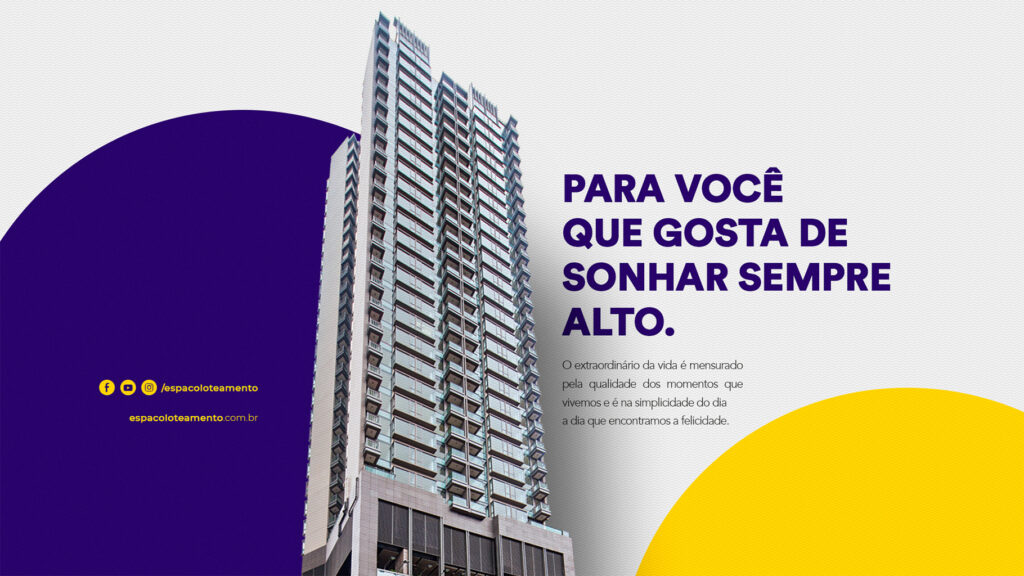 PARA VOCÊ
QUE GOSTA DE
SONHAR SEMPRE
ALTO.
O extraordinário da vida é mensurado
pela qualidade dos momentos que
vivemos e é na simplicidade do dia
a dia que encontramos a felicidade.
/espacoloteamento
espacoloteamento.com.br